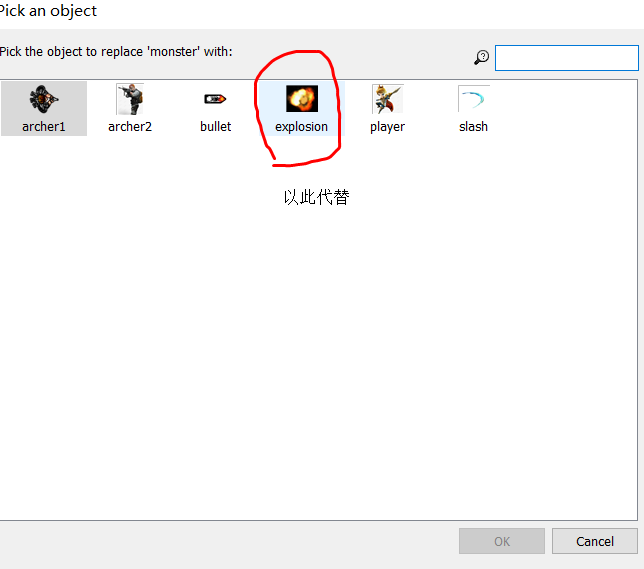 Pick an object
Pick the object to replace 'monster' with:
archer1 archer2 bullet explosion player slash
以此代替
OK Cancel